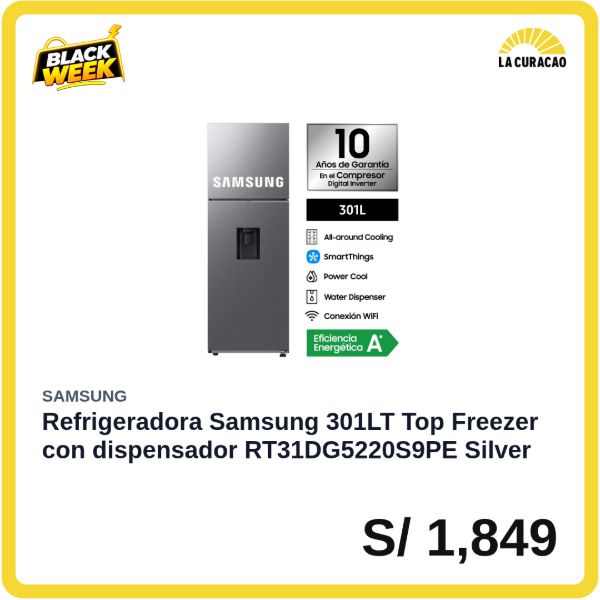 BLACK
WEEK
LA CURACAO
SAMSUNG
10
Años de Garantía
En el Compresor
Digital Inverter
301L
All-around Cooling
SmartThings
Power Cool
Water Dispenser
Conexión WiFi
Eficiencia
Energética
A*
SAMSUNG
Refrigeradora Samsung 301LT Top Freezer
con dispensador RT31DG5220S9PE Silver
S/ 1,849